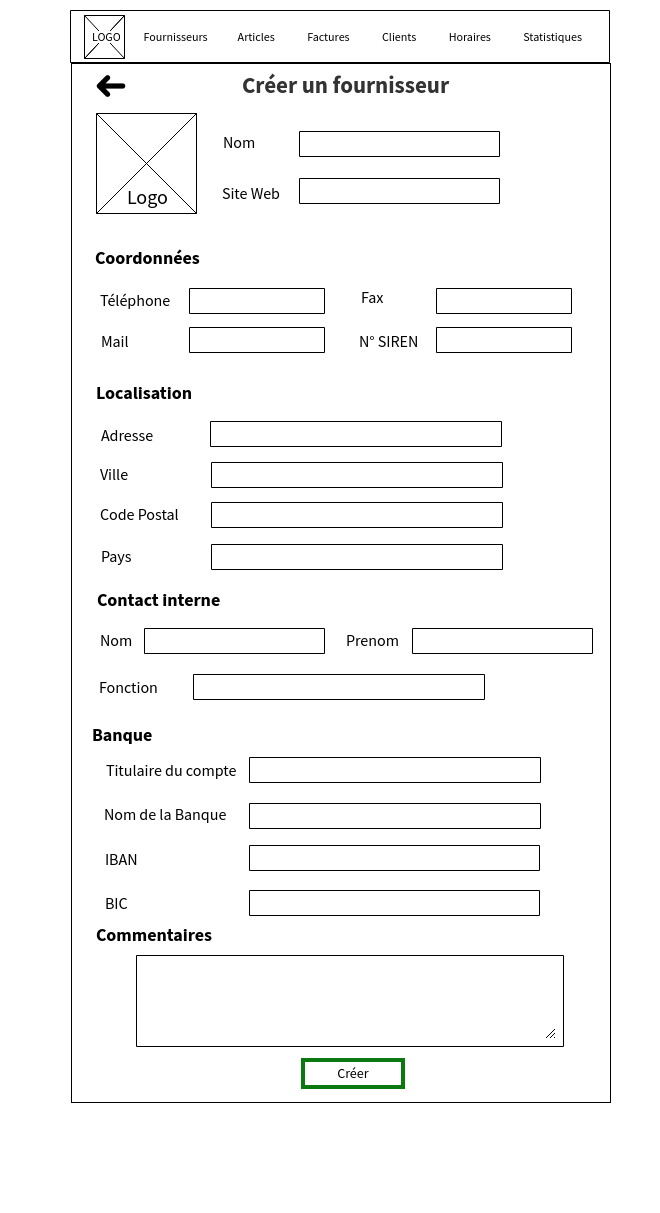 LOGO Fournisseurs Articles Factures Clients Horaires Statistiques
Créer un fournisseur
Logo
Nom
Site Web
Coordonnées
Téléphone Fax
Mail N° SIREN
Localisation
Adresse
Ville
Code Postal
Pays
Contact interne
Nom Prenom
Fonction
Banque
Titulaire du compte
Nom de la Banque
IBAN
BIC
Commentaires
Créer